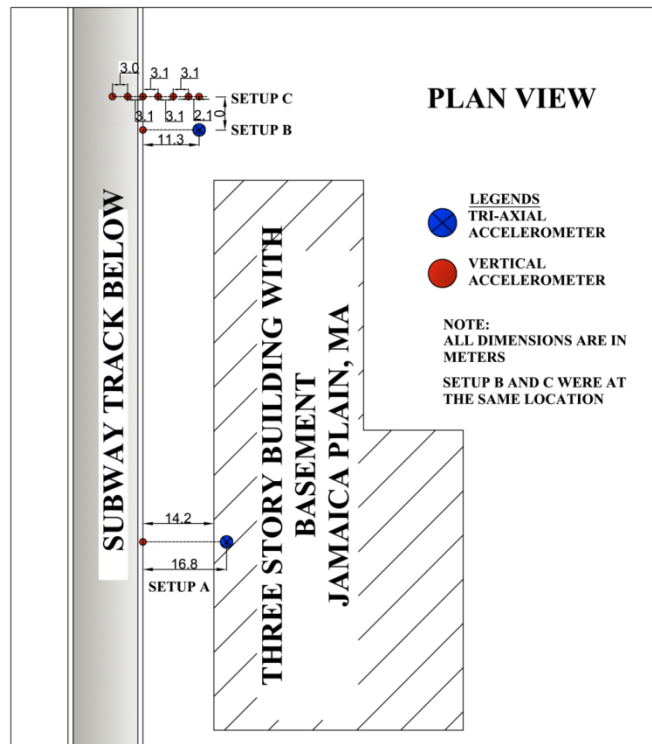 3.0
3.1
3.1
SETUP C
3.1
3.1
2.1
0
SETUP B
11.3
PLAN VIEW
LEGENDS
TRI-AXIAL
ACCELEROMETER
VERTICAL
ACCELEROMETER
NOTE:
ALL DIMENSIONS ARE IN
METERS
SETUP B AND C WERE AT
THE SAME LOCATION
SUBWAY TRACK BELOW
THREE STORY BUILDING WITH
BASEMENT
JAMAICA PLAIN, MA
14.2
16.8
SETUP A